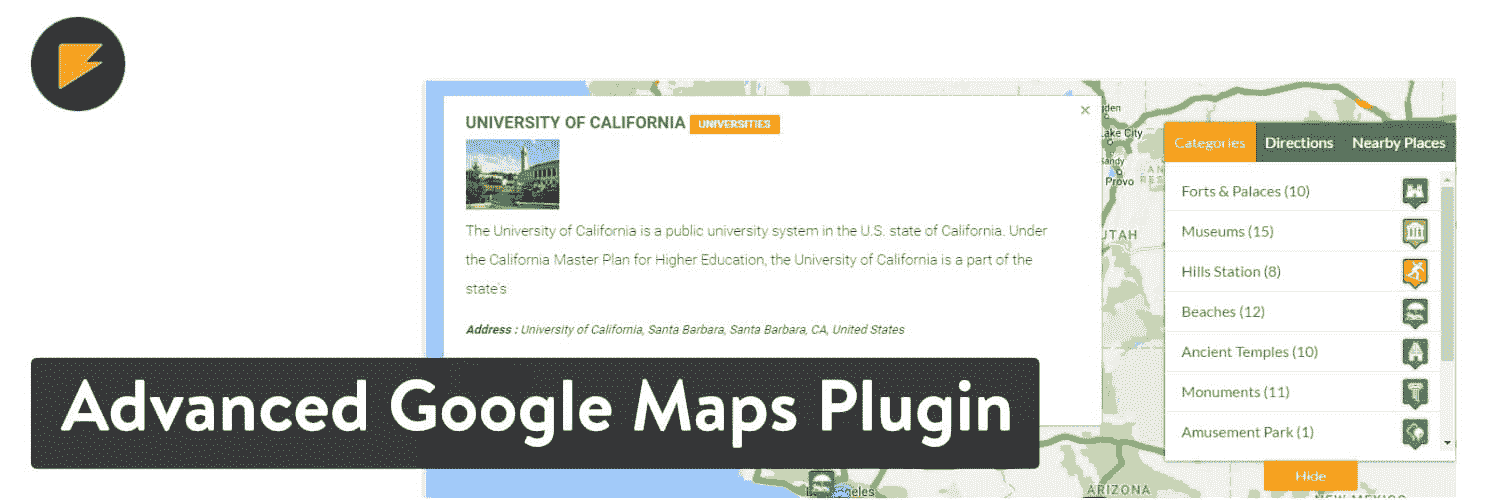 UNIVERSITY OF CALIFORNIA UNIVERSITIES
×
The University of California is a public university system in the U.S. state of California. Under
the California Master Plan for Higher Education, the University of California is a part of the
state's
Address : University of California, Santa Barbara, Santa Barbara, CA, United States
Advanced Google Maps Plugin
Lake City
Sandy
Provo
UTAH
Categories Directions Nearby Places
Forts & Palaces (10)
Museums (15)
Hills Station (8)
Beaches (12)
Ancient Temples (10)
Monuments (11)
Amusement Park (1)
Hide
ARIZONA
NEW MEXICO